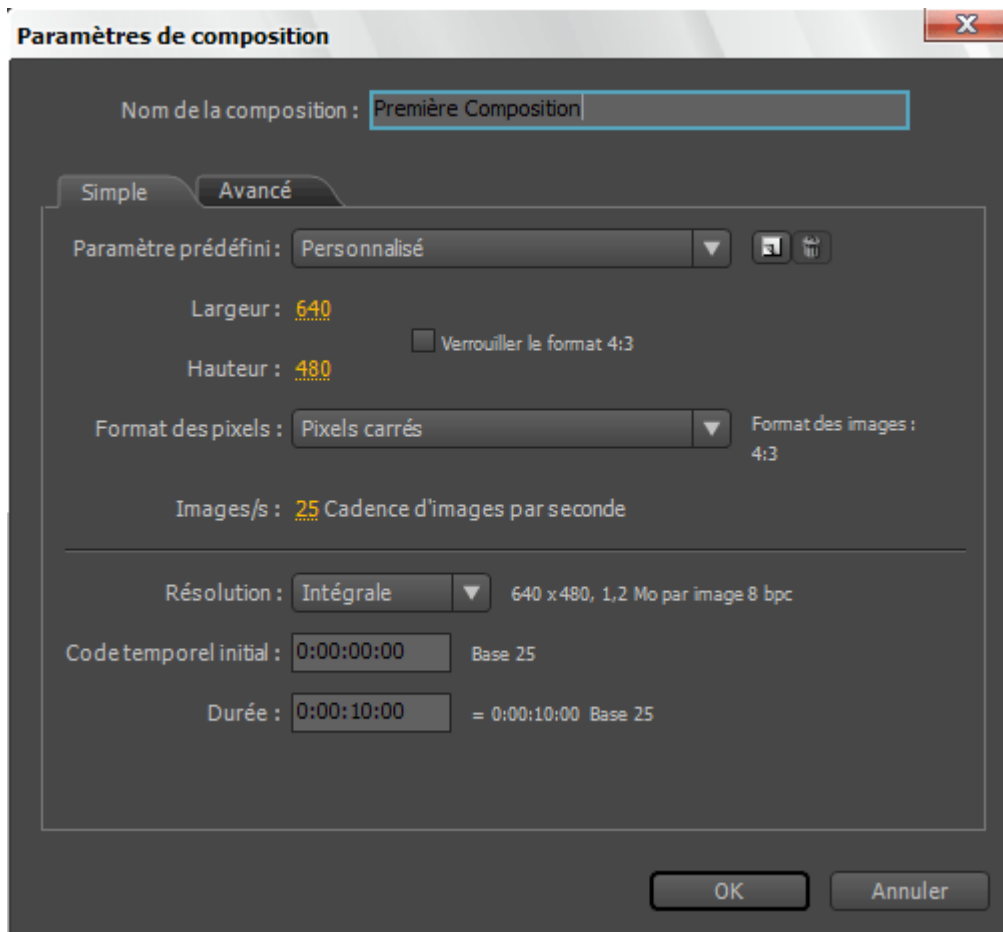 Paramètres de composition
Nom de la composition : Première Composition
Simple Avancé
Paramètre prédéfini : Personnalisé
Largeur : 640
Verrouiller le format 4:3
Hauteur : 480
Format des pixels : Pixels carrés Format des images :
4:3
Images/s : 25 Cadence d'images par seconde
Résolution : Intégrale 640 x 480, 1,2 Mo par image 8 bpc
Code temporel initial : 0:00:00:00 Base 25
Durée : 0:00:10:00 = 0:00:10:00 Base 25
OK Annuler